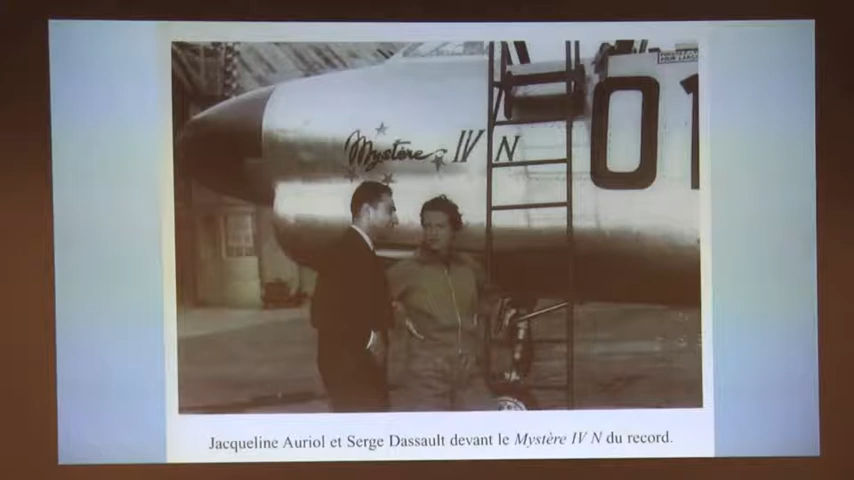 Mystère IV N
01
Jacqueline Auriol et Serge Dassault devant le Mystère IV N du record.